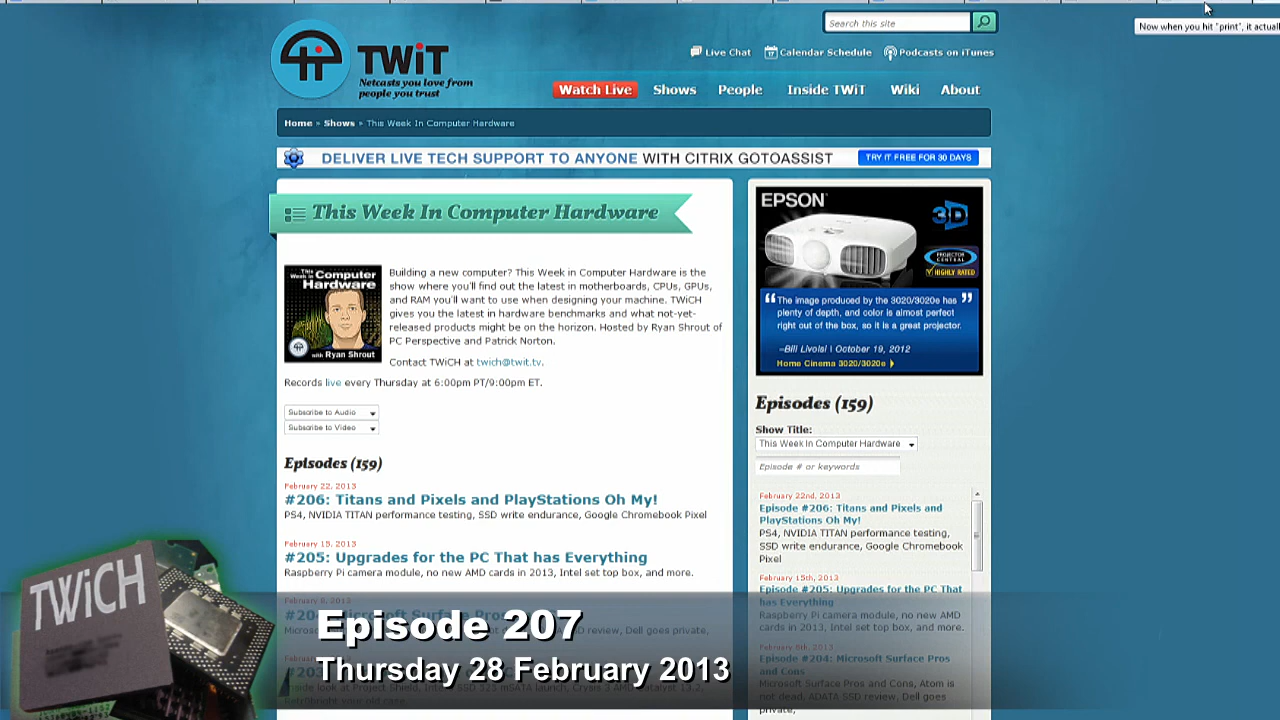 Search this site
Now when you hit "print", it actuall
TWiT
Netcasts you love from
people you trust
Live Chat
Calendar Schedule
Podcasts on iTunes
Watch Live
Shows
People
Inside TWiT
Wiki
About
Home » Shows » This Week In Computer Hardware
DELIVER LIVE TECH SUPPORT TO ANYONE WITH CITRIX GOTOASSIST
TRY IT FREE FOR 30 DAYS
This Week In Computer Hardware
This Week in Computer Hardware
with Ryan Shrout
Building a new computer? This Week in Computer Hardware is the
show where you'll find out the latest in motherboards, CPUs, GPUs,
and RAM you'll want to use when designing your machine. TWiCH
gives you the latest in hardware benchmarks and what not-yet-
released products might be on the horizon. Hosted by Ryan Shrout of
PC Perspective and Patrick Norton.
Contact TWiCH at twich@twit.tv.
Records live every Thursday at 6:00pm PT/9:00pm ET.
Subscribe to Audio
Subscribe to Video
Episodes (159)
February 22, 2013
#206: Titans and Pixels and PlayStations Oh My!
PS4, NVIDIA TITAN performance testing, SSD write endurance, Google Chromebook Pixel
February 15, 2013
#205: Upgrades for the PC That has Everything
Raspberry Pi camera module, no new AMD cards in 2013, Intel set top box, and more.
EPSON
3D
PROJECTOR
CENTRAL
HIGHLY RATED
“The image produced by the 3020/3020e has
plenty of depth, and color is almost perfect
right out of the box, so it is a great projector.”
–Bill Livolsi | October 19, 2012
Home Cinema 3020/3020e
Episodes (159)
Show Title:
This Week In Computer Hardware
Episode # or keywords
February 22nd, 2013
Episode #206: Titans and Pixels and
PlayStations Oh My!
PS4, NVIDIA TITAN performance testing,
SSD write endurance, Google Chromebook
Pixel
February 15th, 2013
Episode #205: Upgrades for the PC That
has Everything
Raspberry Pi camera module, no new AMD
cards in 2013, Intel set top box, and more.
February 8th, 2013
Episode #204: Microsoft Surface Pros
and Cons
Microsoft Surface Pros and Cons, Atom is
not dead, ADATA SSD review, Dell goes
private,
TWiCH
Episode 207
Thursday 28 February 2013